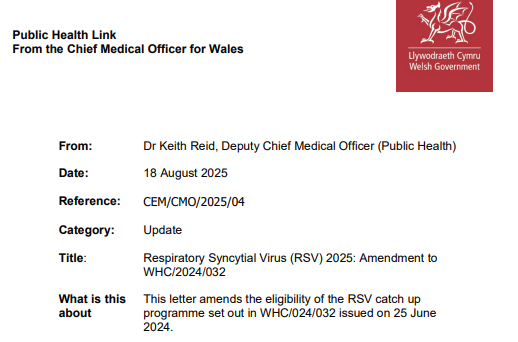 Public Health Link
From the Chief Medical Officer for Wales
Llywodraeth Cymru
Welsh Government
From: Dr Keith Reid, Deputy Chief Medical Officer (Public Health)
Date: 18 August 2025
Reference: CEM/CMO/2025/04
Category: Update
Title: Respiratory Syncytial Virus (RSV) 2025: Amendment to
WHC/2024/032
What is this This letter amends the eligibility of the RSV catch up
about programme set out in WHC/024/032 issued on 25 June
2024.